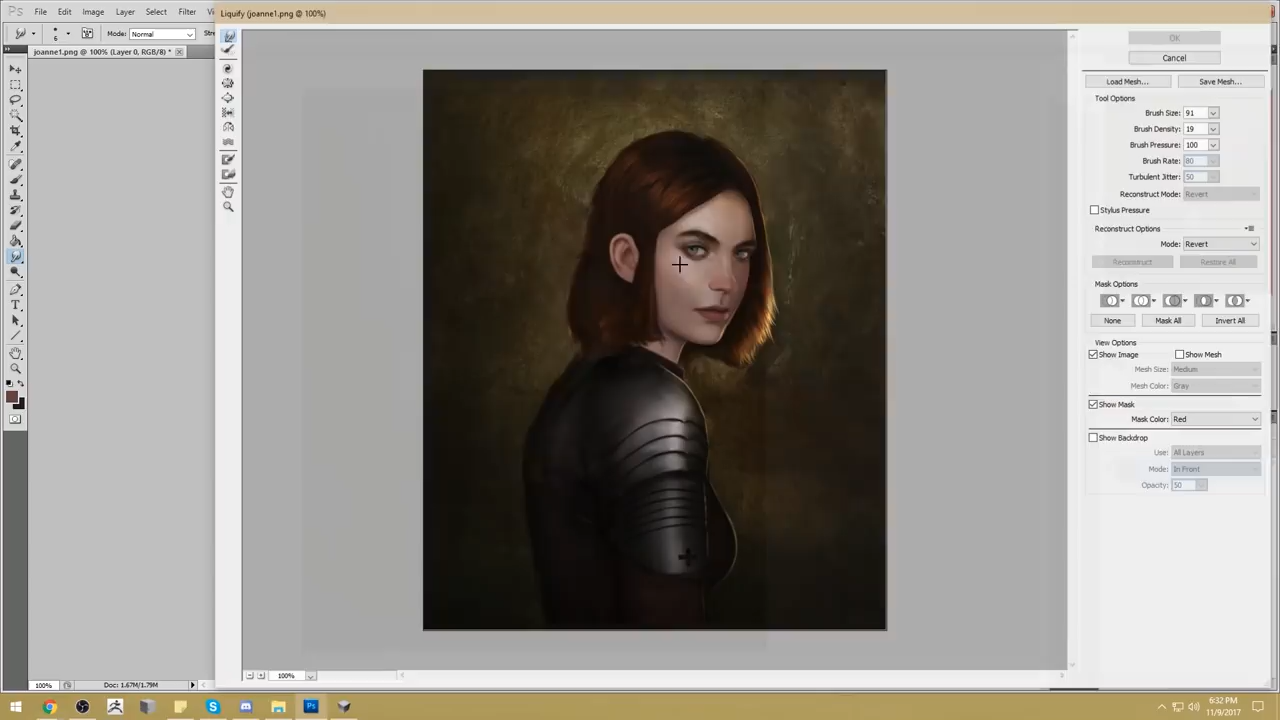 Ps File Edit Image Layer Select Filter
Liquify (joanne1.png @ 100%)
6 Mode: Normal
joanne1.png @ 100% (Layer 0, RGB/8) *
OK
Cancel
Load Mesh... Save Mesh...
Tool Options
Brush Size: 91
Brush Density: 19
Brush Pressure: 100
Brush Rate: 80
Turbulent Jitter: 50
Reconstruct Mode: Revert
Stylus Pressure
Reconstruct Options
Mode: Revert
Reconstruct Restore All
Mask Options
None Mask All Invert All
View Options
Show Image Show Mesh
Mesh Size: Medium
Mesh Color: Gray
Show Mask
Mask Color: Red
Show Backdrop
Use: All Layers
Mode: In Front
Opacity: 50
100%
100% Doc: 1.67M/1.79M
6:32 PM
11/9/2017